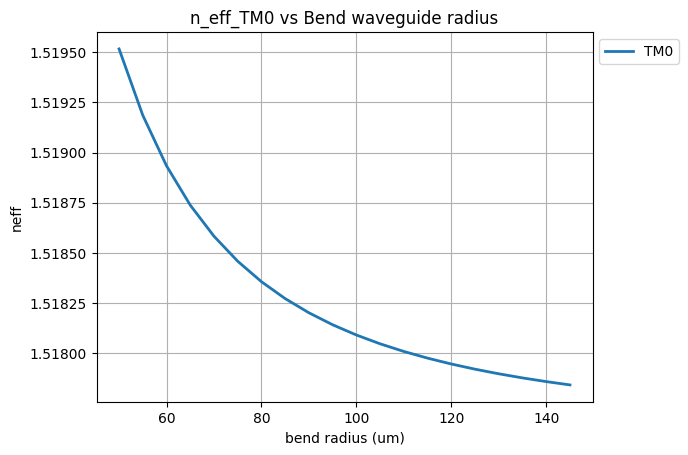 n_eff_TM0 vs Bend waveguide radius
TM0
neff
1.51950
1.51925
1.51900
1.51875
1.51850
1.51825
1.51800
60 80 100 120 140
bend radius (um)